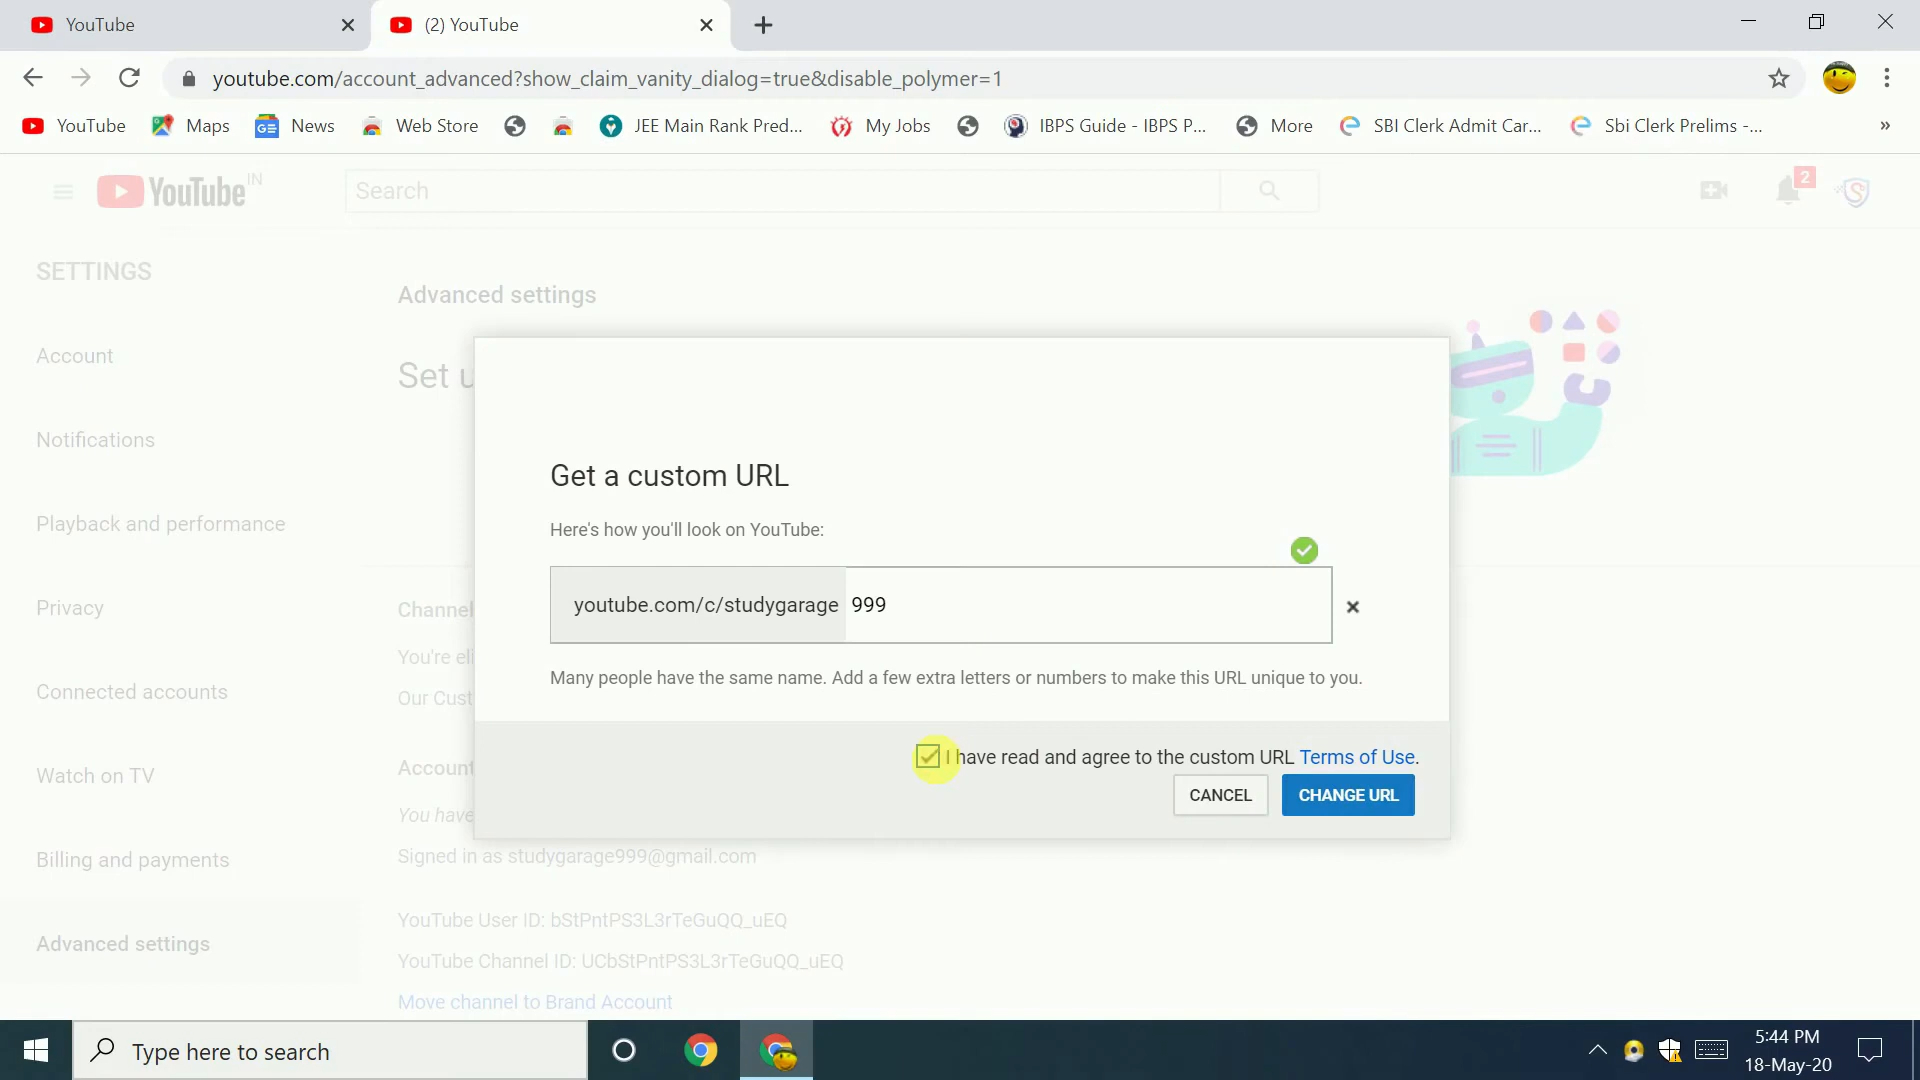 YouTube
(2) YouTube
youtube.com/account_advanced?show_claim_vanity_dialog=true&disable_polymer=1
YouTube Maps News Web Store JEE Main Rank Pred... My Jobs IBPS Guide - IBPS P... More SBI Clerk Admit Car... Sbi Clerk Prelims -... »
YouTube IN
Search
2
SETTINGS
Account
Notifications
Playback and performance
Privacy
Connected accounts
Watch on TV
Billing and payments
Advanced settings
Advanced settings
Set u
Get a custom URL
Here's how you'll look on YouTube:
youtube.com/c/studygarage 999
Many people have the same name. Add a few extra letters or numbers to make this URL unique to you.
I have read and agree to the custom URL Terms of Use.
CANCEL CHANGE URL
Channel
You're eli
Our Cust
Account
You have
Signed in as studygarage999@gmail.com
YouTube User ID: bStPntPS3L3rTeGuQQ_uEQ
YouTube Channel ID: UCbStPntPS3L3rTeGuQQ_uEQ
Move channel to Brand Account
Type here to search
5:44 PM
18-May-20